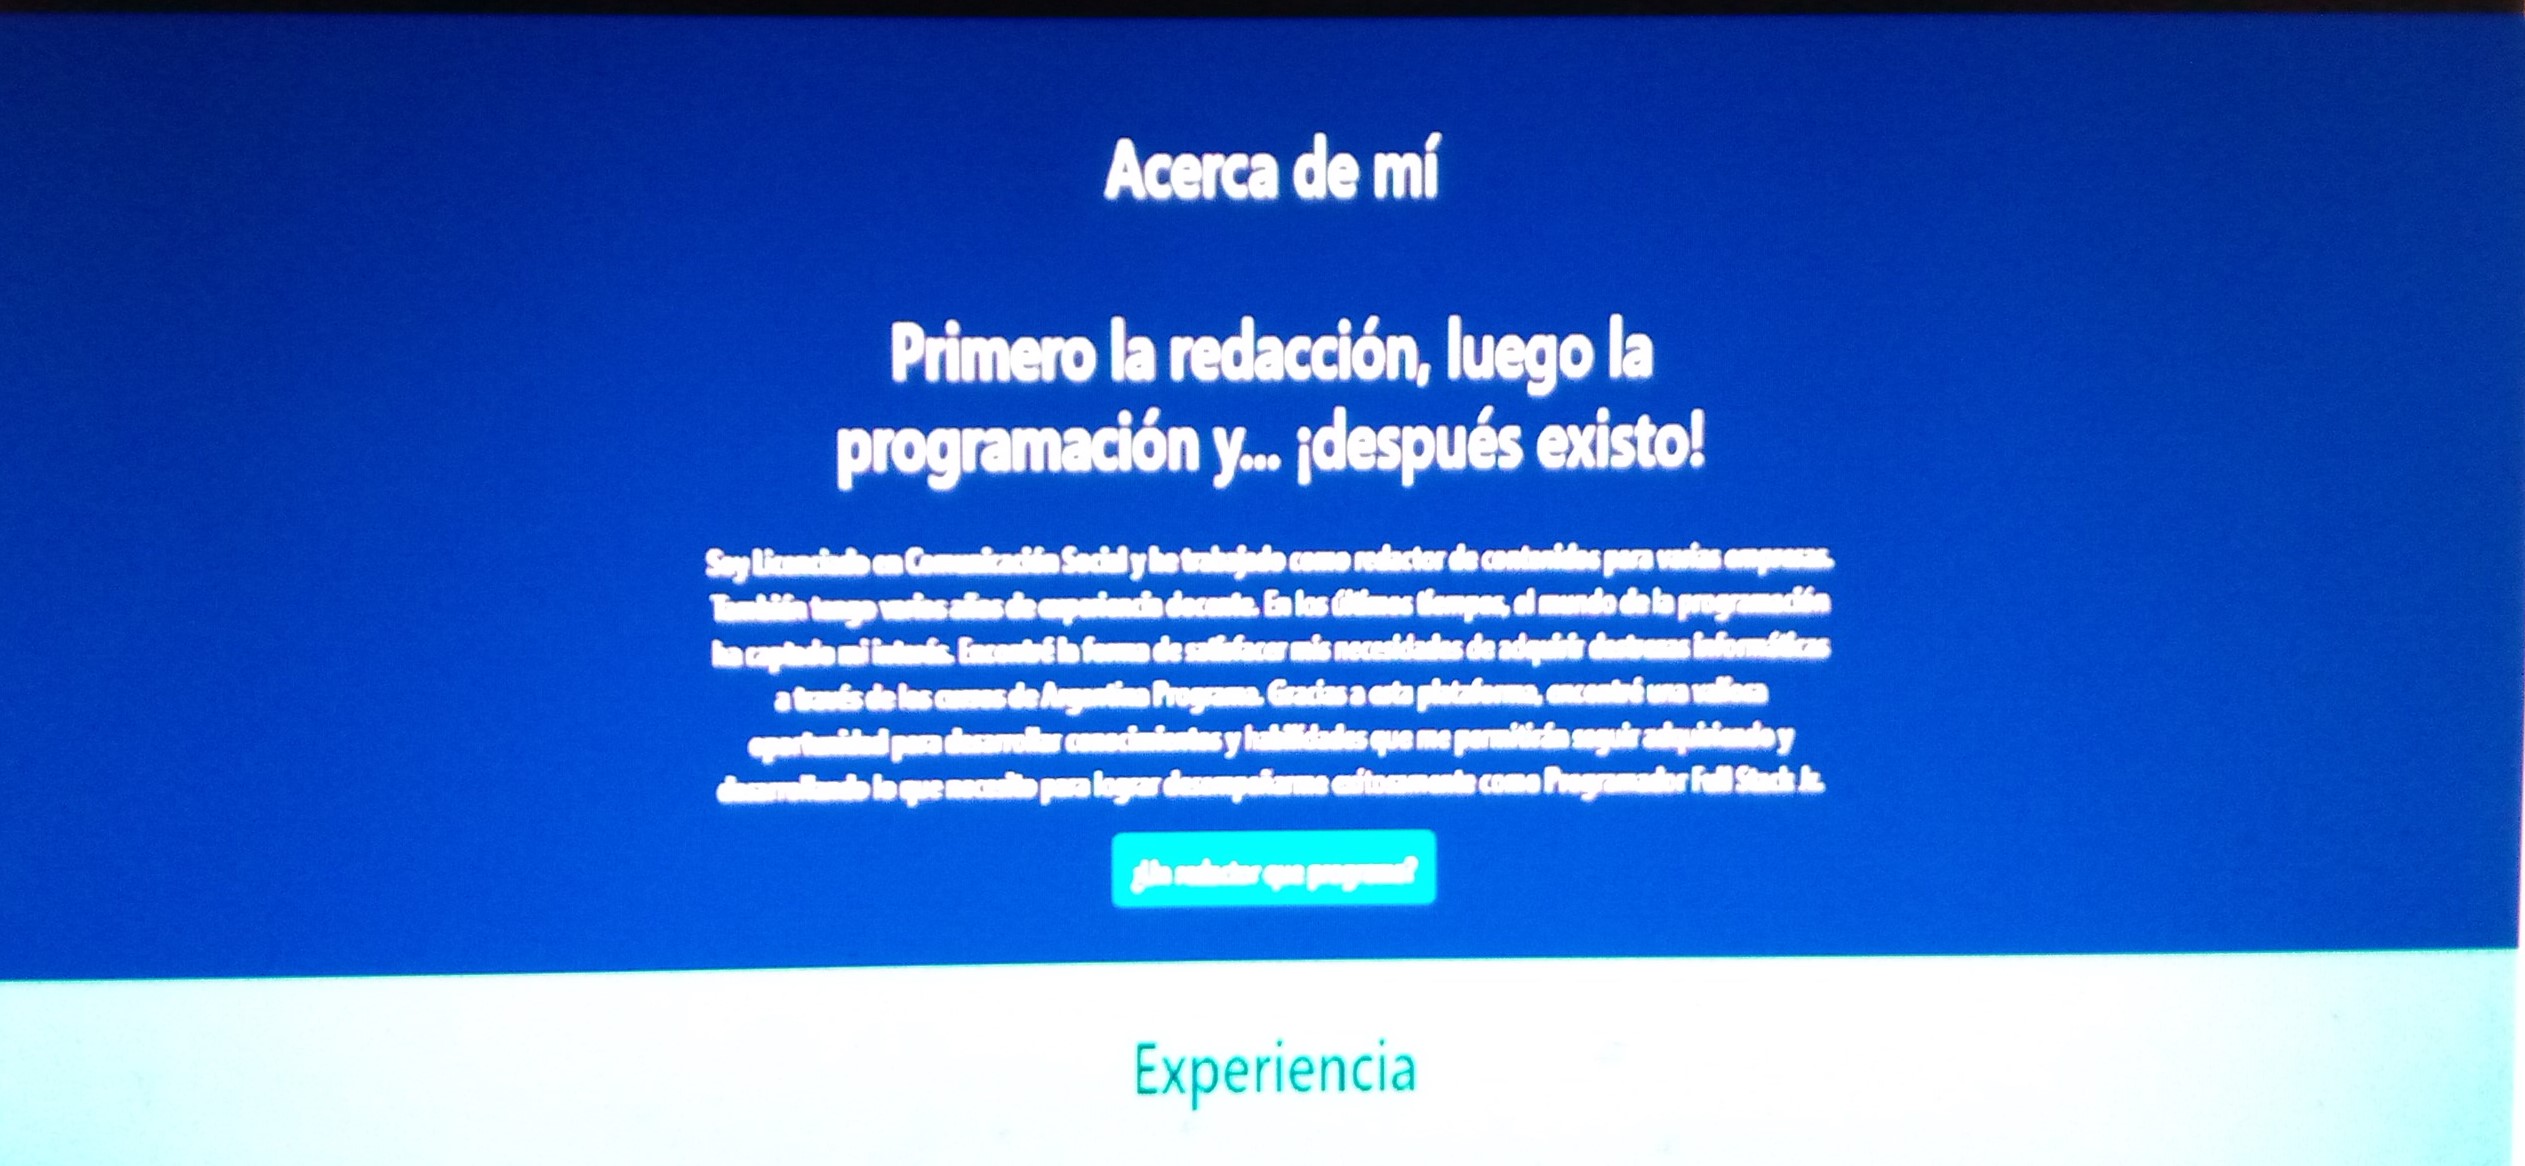 Acerca de mí
Primero la redacción, luego la
programación y... ¡después existo!
Soy Licenciado en Comunicación Social y he trabajado como redactor de contenidos para varias empresas.
También tengo varios años de experiencia docente. En los últimos tiempos, el mundo de la programación
ha captado mi interés. Encontré la forma de satisfacer mis necesidades de adquirir destrezas informáticas
a través de los cursos de Argentina Programa. Gracias a esta plataforma, encontré una valiosa
oportunidad para desarrollar conocimientos y habilidades que me permitirán seguir adquiriendo y
desarrollando lo que necesito para lograr desempeñarme exitosamente como Programador Full Stack Jr.
¿Un redactor que programa?
Experiencia